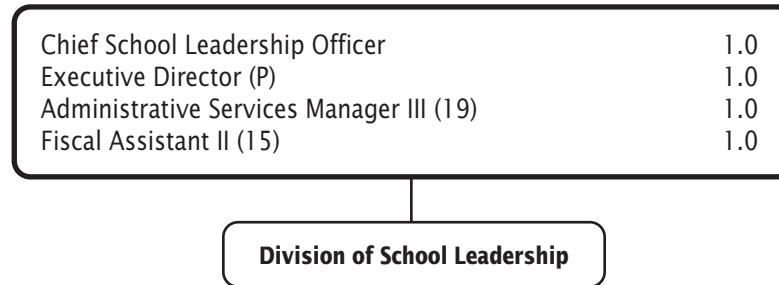 Chief School Leadership Officer 1.0
Executive Director (P) 1.0
Administrative Services Manager III (19) 1.0
Fiscal Assistant II (15) 1.0
Division of School Leadership